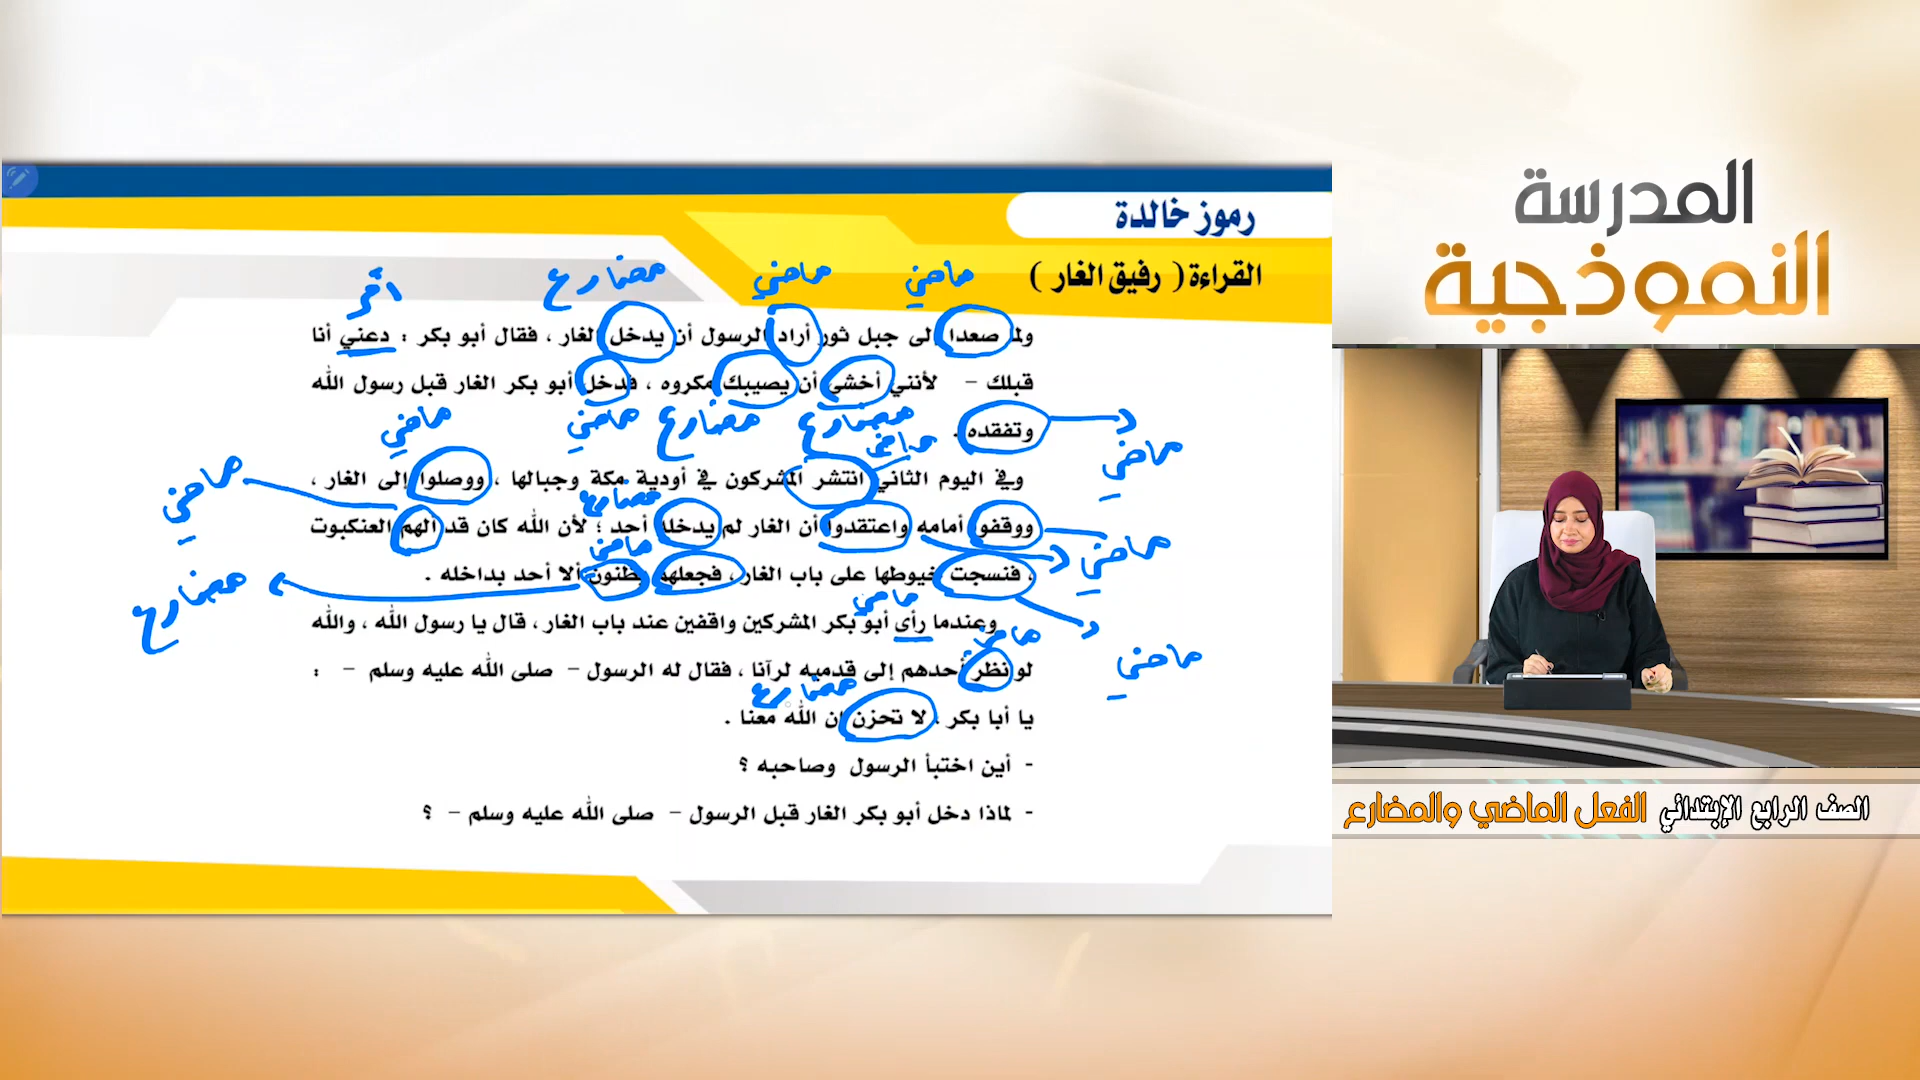 المدرسة
النموذجية
رموز خالدة
القراءة ( رفيق الغار )
أمر مضارع ماضي ماضي
ولما صعدا إلى جبل ثور أراد الرسول أن يدخل الغار ، فقال أبو بكر : دعني أنا
قبلك - لأنني أخشى أن يصيبك مكروه ، فدخل أبو بكر الغار قبل رسول الله
ماضي مضارع ماضي مضارع
وتفقده .
ماضي
ماضي
وفي اليوم الثاني انتشر المشركون في أودية مكة وجبالها ، ووصلوا إلى الغار ،
ماضي مضارع
ووقفوا أمامه واعتقدوا أن الغار لم يدخله أحد ؛ لأن الله كان قد ألهم العنكبوت
ماضي ماضي
، فنسجت خيوطها على باب الغار ، فجعلهم يظنون ألا أحد بداخله .
مضارع
ماضي
وعندما رأى أبو بكر المشركين واقفين عند باب الغار ، قال يا رسول الله ، والله
ماضي
ماضي
لو نظر أحدهم إلى قدميه لرآنا ، فقال له الرسول - صلى الله عليه وسلم - :
مضارع
يا أبا بكر ، لا تحزن إن الله معنا .
- أين اختبأ الرسول وصاحبه ؟
- لماذا دخل أبو بكر الغار قبل الرسول - صلى الله عليه وسلم - ؟
الصف الرابع الإبتدائي الفعل الماضي والمضارع